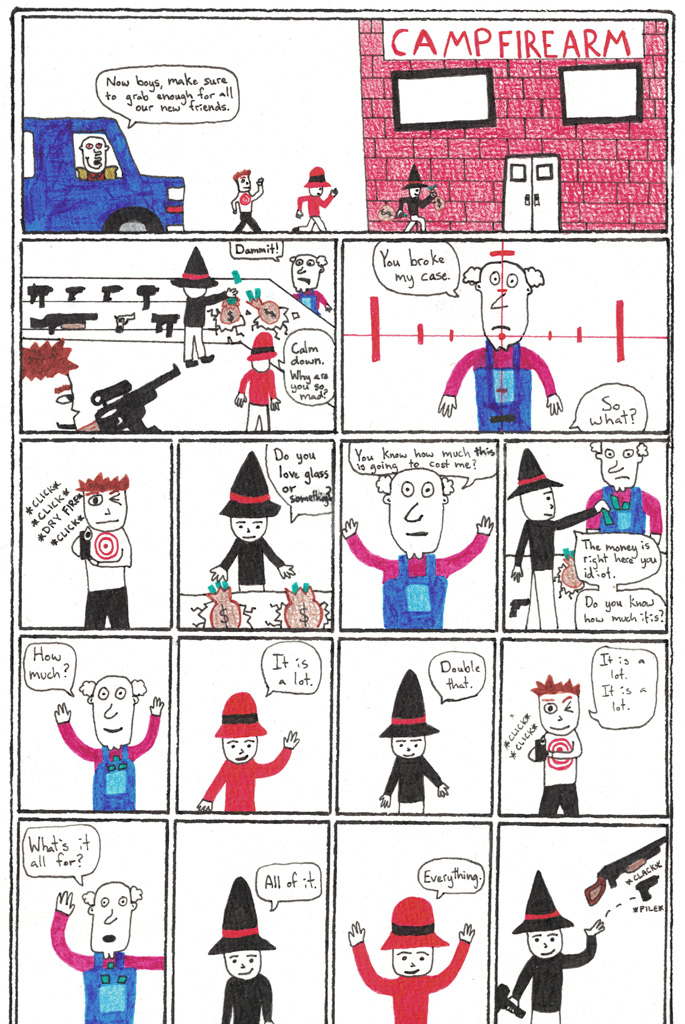 CAMPFIREARM
Now boys, make sure
to grab enough for all
our new friends.
Dammit!
$
Calm
down.
Why are
you so
mad?
You broke
my case.
So
what?
*CLICK*
*CLICK*
*DRY FIRE*
*CLICK*
Do you
love glass
or something?
$
$
You know how much this
is going to cost me?
The money is
right here you
idiot.
Do you know
how much it is?
How
much?
It is
a lot.
Double
that.
It is a
lot.
It is a
lot.
*CLICK*
*CLICK*
What's it
all for?
All of it.
Everything.
*CLACK*
*PILE*